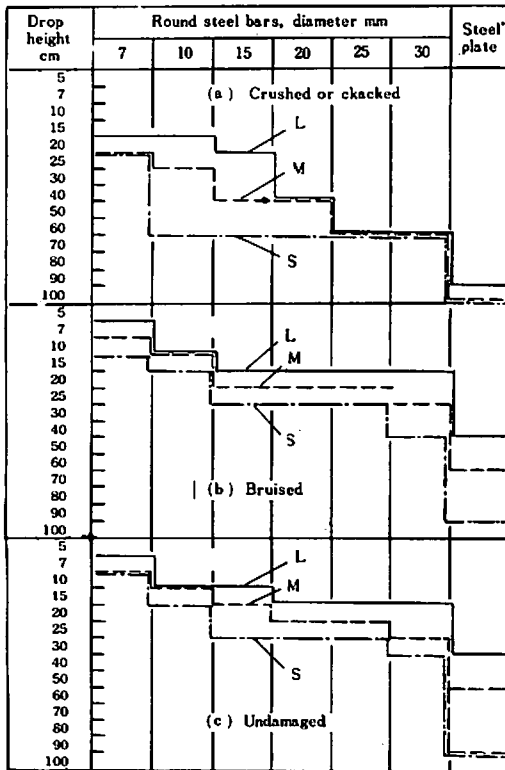 Drop height cm
Round steel bars, diameter mm
Steel plate
7 10 15 20 25 30
(a) Crushed or ckacked
5
7
10
15
20
25
30
40
50
60
70
80
90
100
L
M
S
5
7
10
15
20
25
30
40
50
60
70
80
90
100
L
M
S
(b) Bruised
5
7
10
15
20
25
30
40
50
60
70
80
90
100
L
M
S
(c) Undamaged